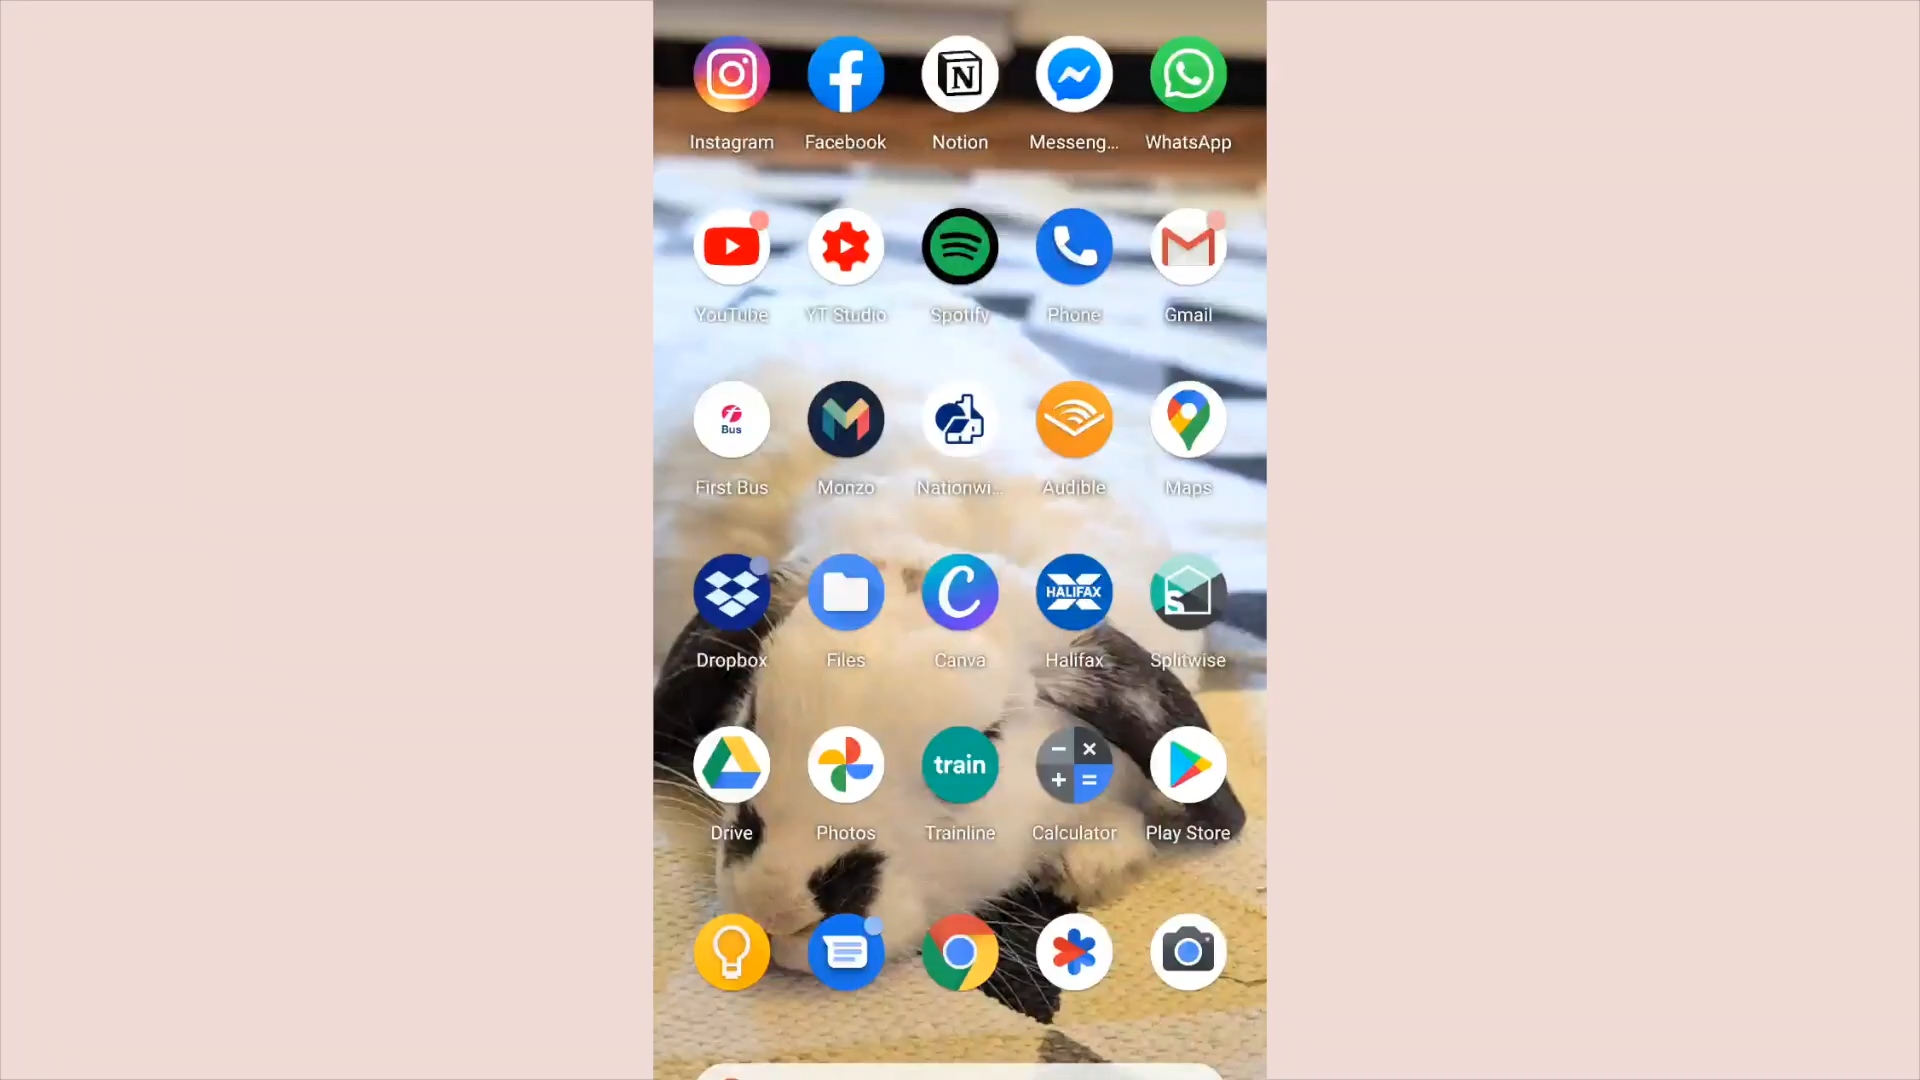 Instagram Facebook Notion Messeng... WhatsApp
YouTube YT Studio Spotify Phone Gmail
Bus
First Bus Monzo Nationwi... Audible Maps
HALIFAX
Dropbox Files Canva Halifax Splitwise
train
Drive Photos Trainline Calculator Play Store